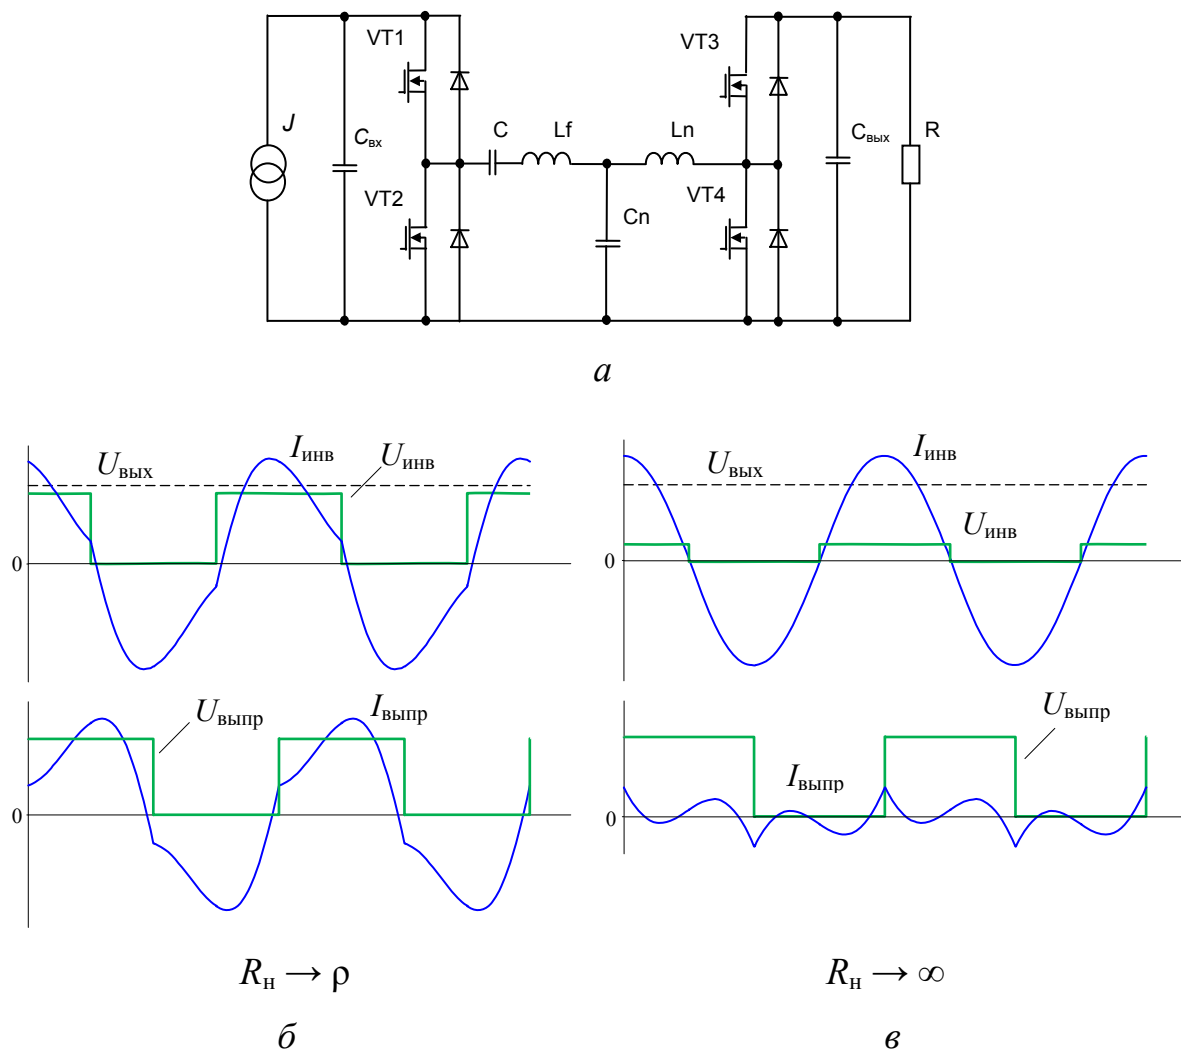 VT1
VT3
J
Cвх
C
Lf
Ln
Cвых
R
VT2
VT4
Cn
а
Uвых
Iинв
Uинв
0
Uвых
Iинв
Uинв
0
Uвыпр
Iвыпр
0
Uвыпр
Iвыпр
0
Rн → ρ
Rн → ∞
б
в